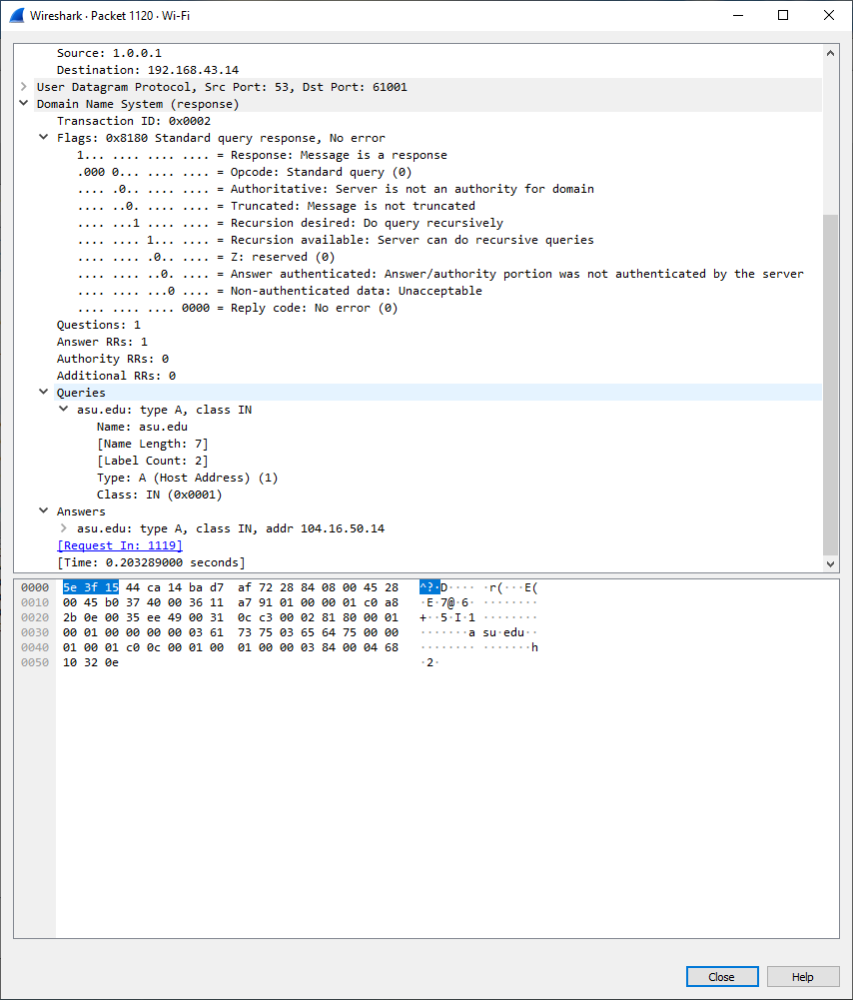 Wireshark · Packet 1120 · Wi-Fi
Source: 1.0.0.1
Destination: 192.168.43.14
User Datagram Protocol, Src Port: 53, Dst Port: 61001
Domain Name System (response)
Transaction ID: 0x0002
Flags: 0x8180 Standard query response, No error
1... .... .... .... = Response: Message is a response
.000 0... .... .... = Opcode: Standard query (0)
.... .0.. .... .... = Authoritative: Server is not an authority for domain
.... ..0. .... .... = Truncated: Message is not truncated
.... ...1 .... .... = Recursion desired: Do query recursively
.... .... 1... .... = Recursion available: Server can do recursive queries
.... .... .0.. .... = Z: reserved (0)
.... .... ..0. .... = Answer authenticated: Answer/authority portion was not authenticated by the server
.... .... ...0 .... = Non-authenticated data: Unacceptable
.... .... .... 0000 = Reply code: No error (0)
Questions: 1
Answer RRs: 1
Authority RRs: 0
Additional RRs: 0
Queries
asu.edu: type A, class IN
Name: asu.edu
[Name Length: 7]
[Label Count: 2]
Type: A (Host Address) (1)
Class: IN (0x0001)
Answers
asu.edu: type A, class IN, addr 104.16.50.14
[Request In: 1119]
[Time: 0.203289000 seconds]
0000 5e 3f 15 44 ca 14 ba d7 af 72 28 84 08 00 45 28 ^?·D···· ·r(···E(
0010 00 45 b0 37 40 00 36 11 a7 91 01 00 00 01 c0 a8 ·E·7@·6· ········
0020 2b 0e 00 35 ee 49 00 31 0c c3 00 02 81 80 00 01 +··5·I·1 ········
0030 00 01 00 00 00 00 03 61 73 75 03 65 64 75 00 00 ·······a su·edu··
0040 01 00 01 c0 0c 00 01 00 01 00 00 03 84 00 04 68 ········ ·······h
0050 10 32 0e ·2·
Close Help